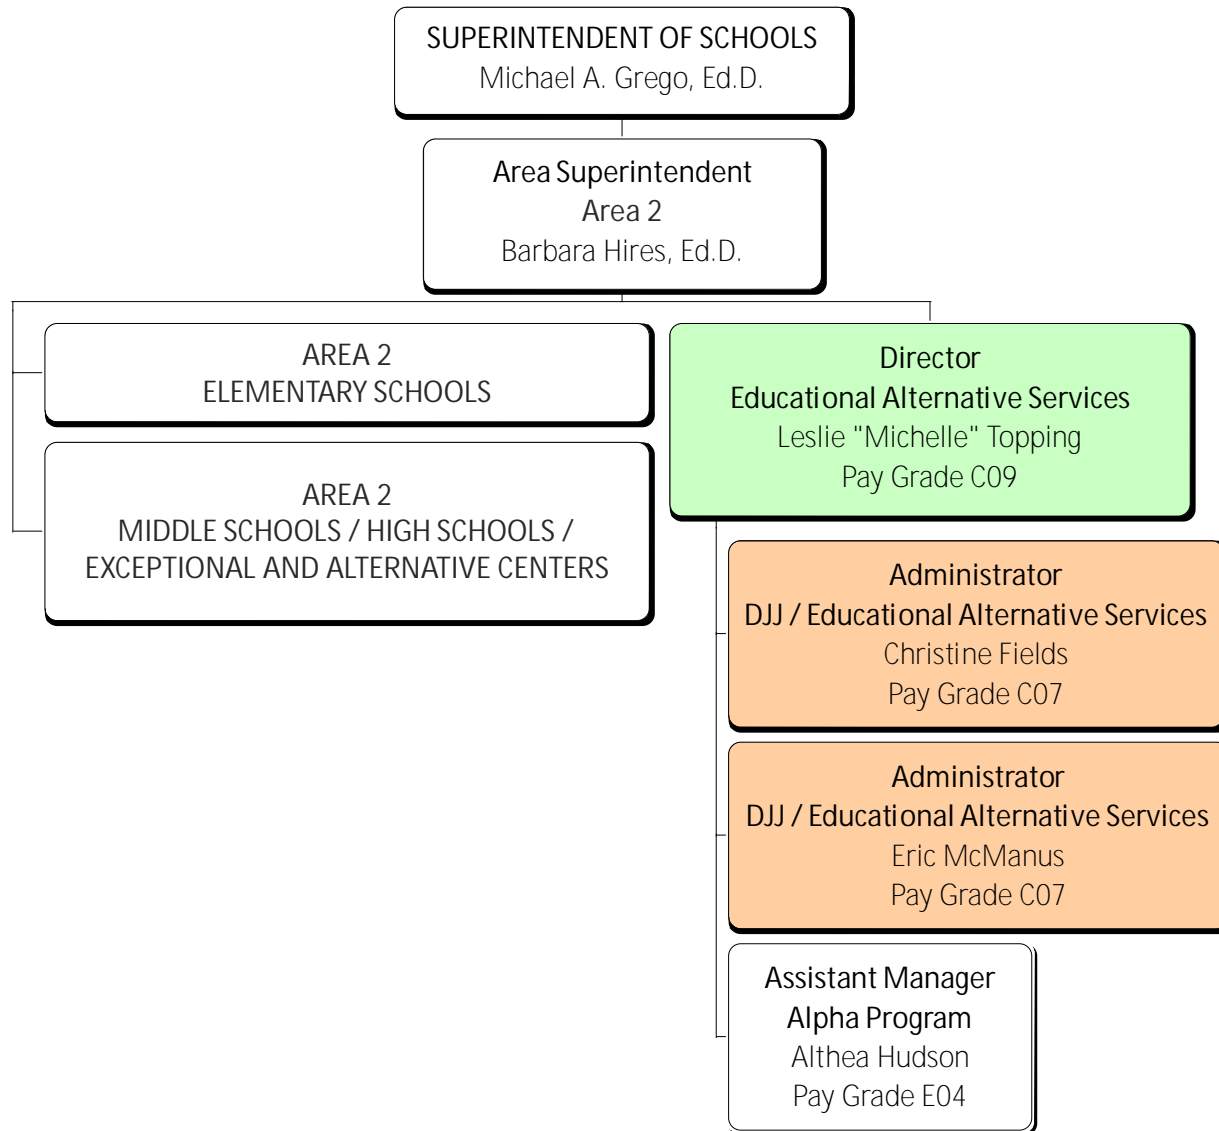 SUPERINTENDENT OF SCHOOLS
Michael A. Grego, Ed.D.
Area Superintendent
Area 2
Barbara Hires, Ed.D.
AREA 2
ELEMENTARY SCHOOLS
AREA 2
MIDDLE SCHOOLS / HIGH SCHOOLS /
EXCEPTIONAL AND ALTERNATIVE CENTERS
Director
Educational Alternative Services
Leslie "Michelle" Topping
Pay Grade C09
Administrator
DJJ / Educational Alternative Services
Christine Fields
Pay Grade C07
Administrator
DJJ / Educational Alternative Services
Eric McManus
Pay Grade C07
Assistant Manager
Alpha Program
Althea Hudson
Pay Grade E04